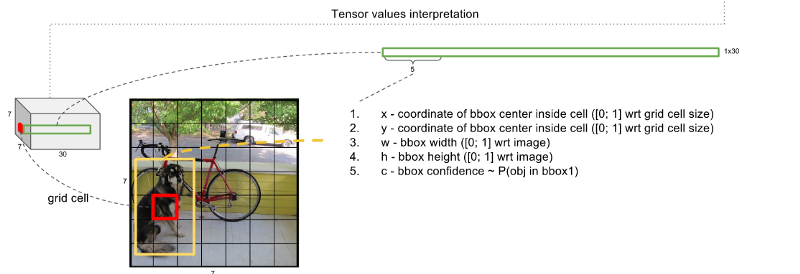 Tensor values interpretation
1x30
5
7
7
30
grid cell
7
7
1. x - coordinate of bbox center inside cell ([0; 1] wrt grid cell size)
2. y - coordinate of bbox center inside cell ([0; 1] wrt grid cell size)
3. w - bbox width ([0; 1] wrt image)
4. h - bbox height ([0; 1] wrt image)
5. c - bbox confidence ~ P(obj in bbox1)